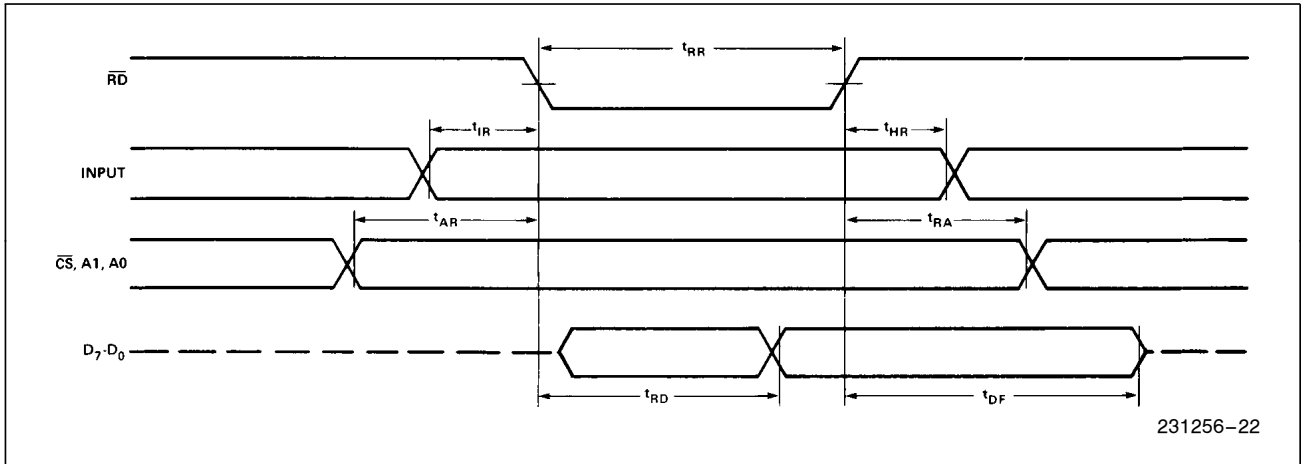 tRR
RD
tIR
tHR
INPUT
tAR
tRA
CS, A1, A0
D7-D0
tRD
tDF
231256-22